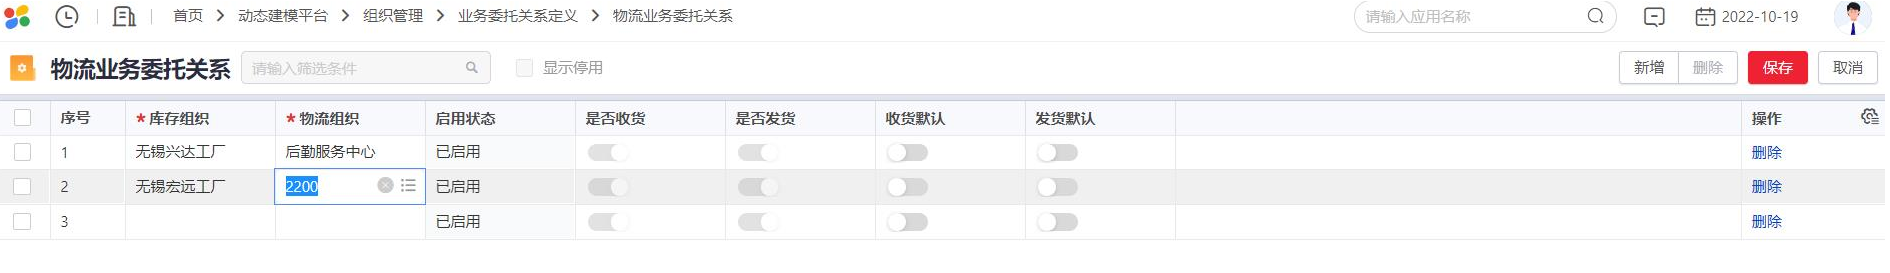 首页 > 动态建模平台 > 组织管理 > 业务委托关系定义 > 物流业务委托关系 请输入应用名称 2022-10-19
物流业务委托关系 请输入筛选条件 显示停用 新增 删除 保存 取消
序号 * 库存组织 * 物流组织 启用状态 是否收货 是否发货 收货默认 发货默认 操作
1 无锡兴达工厂 后勤服务中心 已启用 删除
2 无锡宏远工厂 2200 已启用 删除
3 已启用 删除